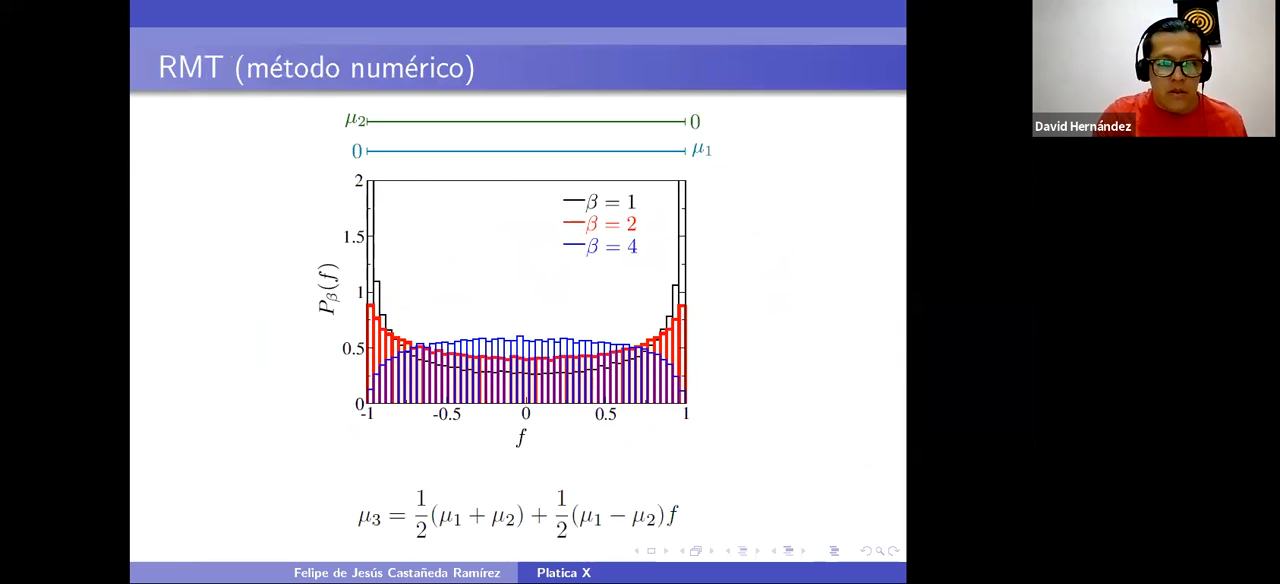 RMT (método numérico)
David Hernández
μ₂ 0
0 μ₁
2
1.5
1
0.5
0
β = 1
β = 2
β = 4
P_β(f)
-1 -0.5 0 0.5 1
f
μ₃ = 1/2(μ₁ + μ₂) + 1/2(μ₁ − μ₂)f
Felipe de Jesús Castañeda Ramírez Platica X